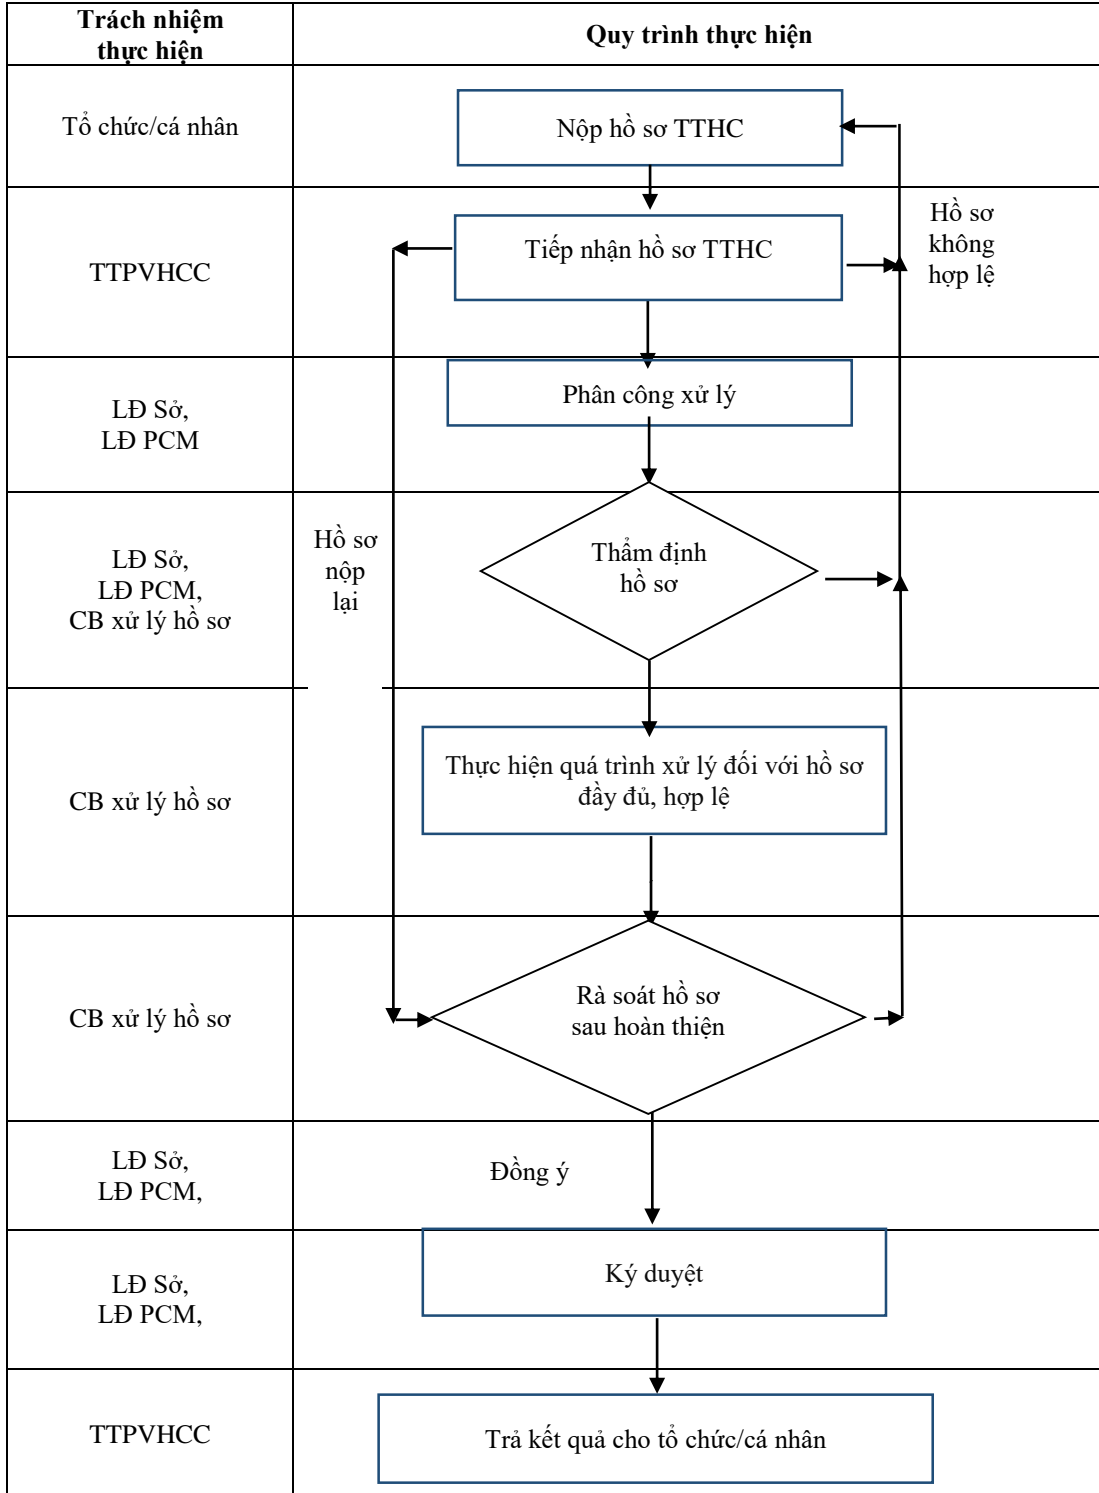 Trách nhiệm
thực hiện
Quy trình thực hiện
Tổ chức/cá nhân
Nộp hồ sơ TTHC
TTPVHCC
Tiếp nhận hồ sơ TTHC
Hồ sơ
không
hợp lệ
LĐ Sở,
LĐ PCM
Phân công xử lý
LĐ Sở,
LĐ PCM,
CB xử lý hồ sơ
Hồ sơ
nộp
lại
Thẩm định
hồ sơ
CB xử lý hồ sơ
Thực hiện quá trình xử lý đối với hồ sơ
đầy đủ, hợp lệ
CB xử lý hồ sơ
Rà soát hồ sơ
sau hoàn thiện
LĐ Sở,
LĐ PCM,
Đồng ý
LĐ Sở,
LĐ PCM,
Ký duyệt
TTPVHCC
Trả kết quả cho tổ chức/cá nhân